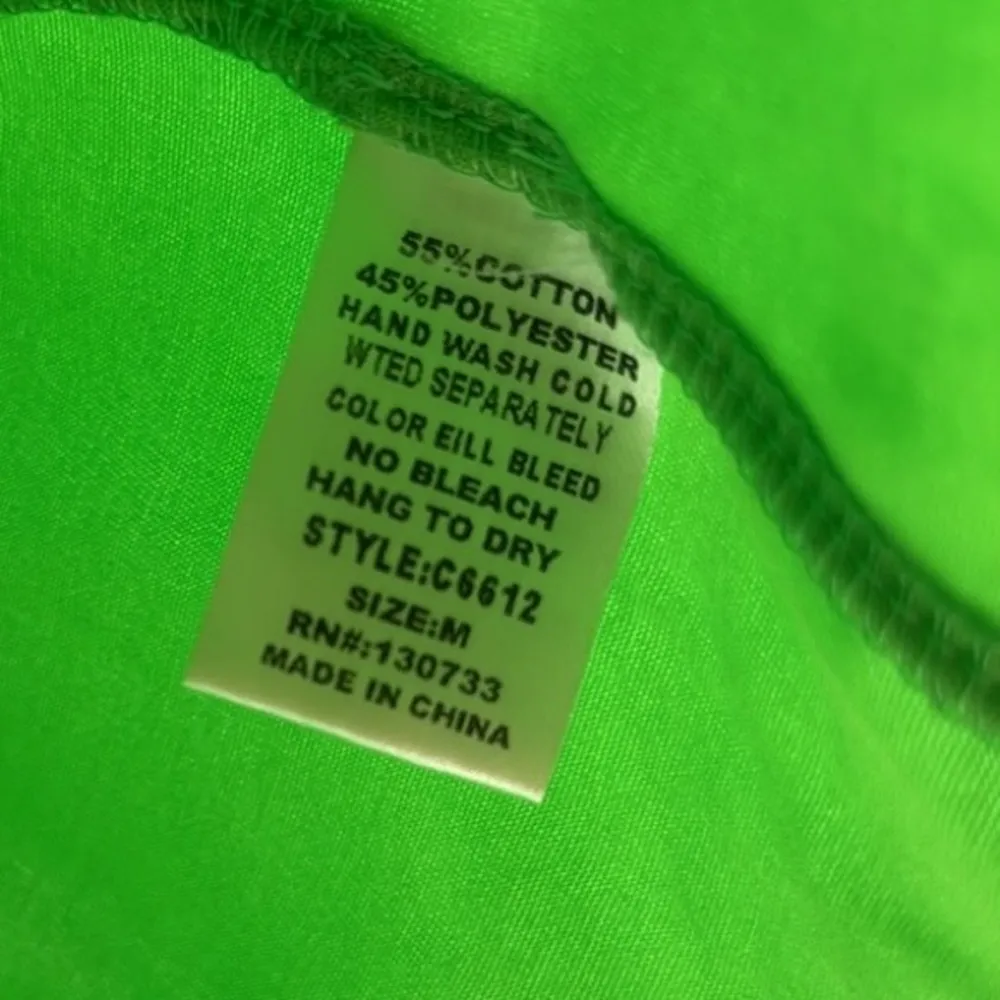 55%COTTON
45%POLYESTER
HAND WASH COLD
WTED SEPARATELY
COLOR EILL BLEED
NO BLEACH
HANG TO DRY
STYLE:C6612
SIZE:M
RN#:130733
MADE IN CHINA